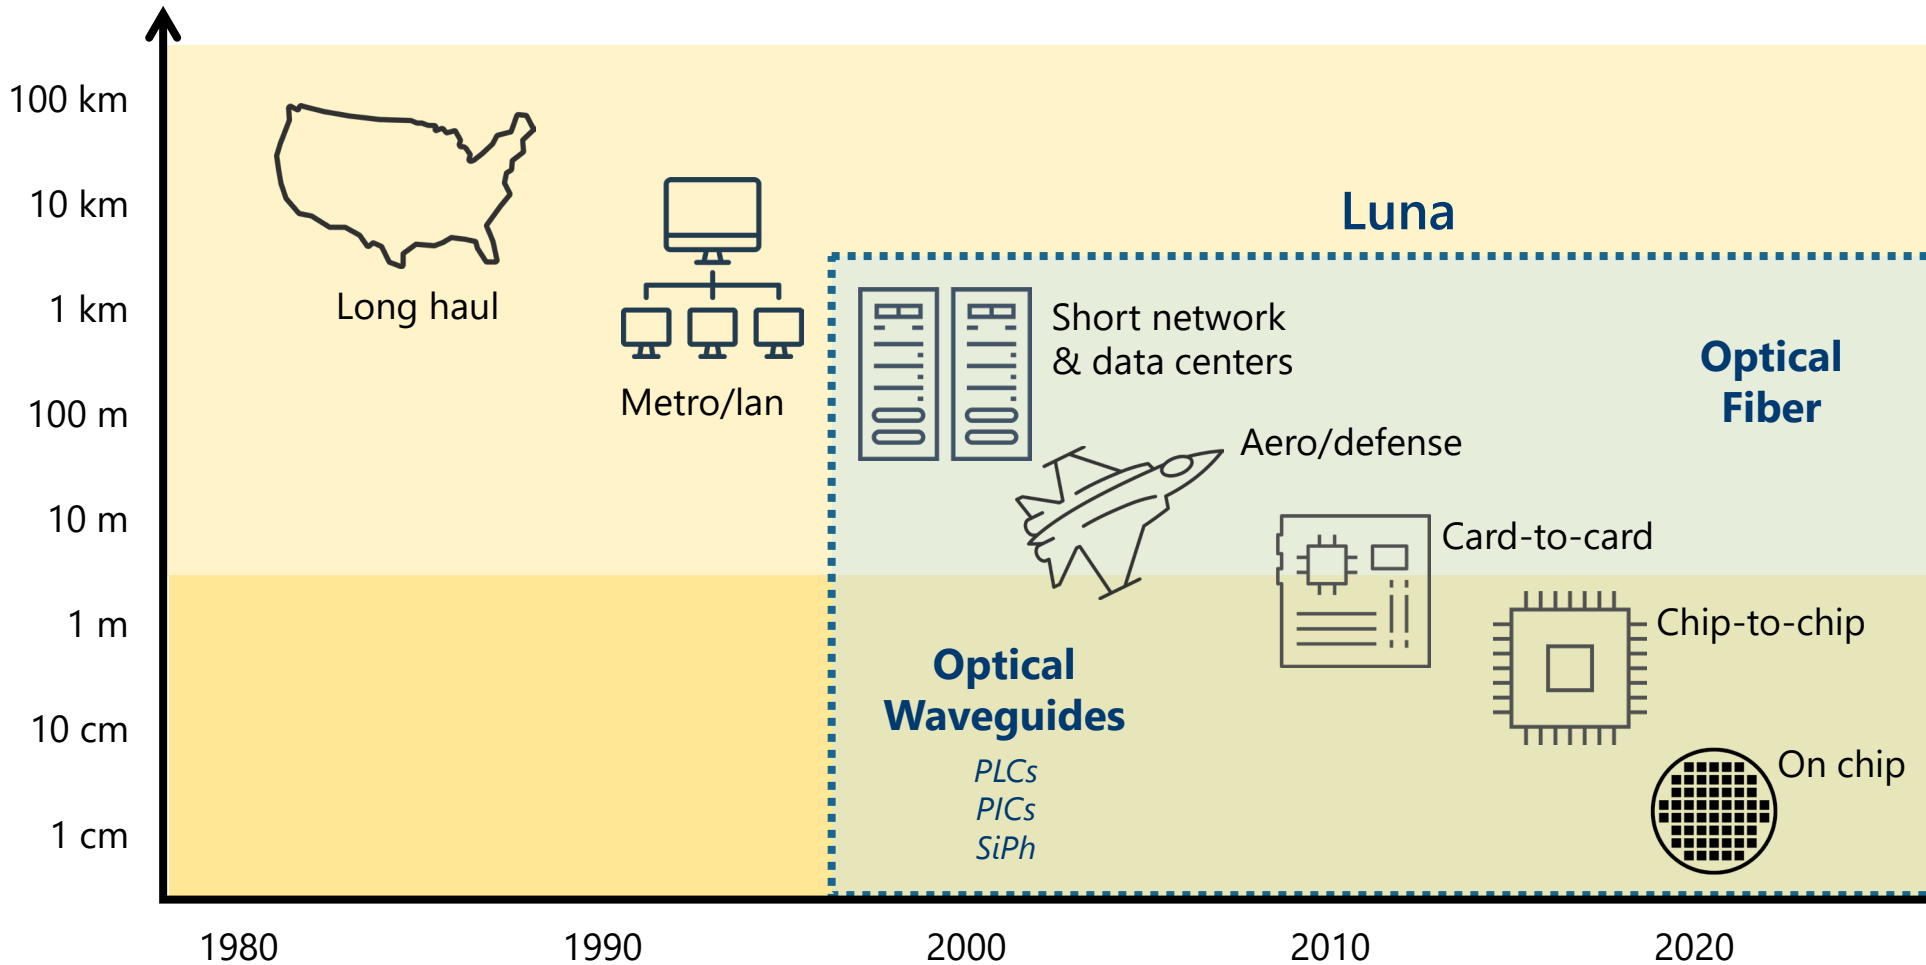 100 km
10 km
1 km
100 m
10 m
1 m
10 cm
1 cm
Long haul
Metro/lan
Luna
Short network
& data centers
Optical
Fiber
Aero/defense
Card-to-card
Chip-to-chip
Optical
Waveguides
PLCs
PICs
SiPh
On chip
1980
1990
2000
2010
2020